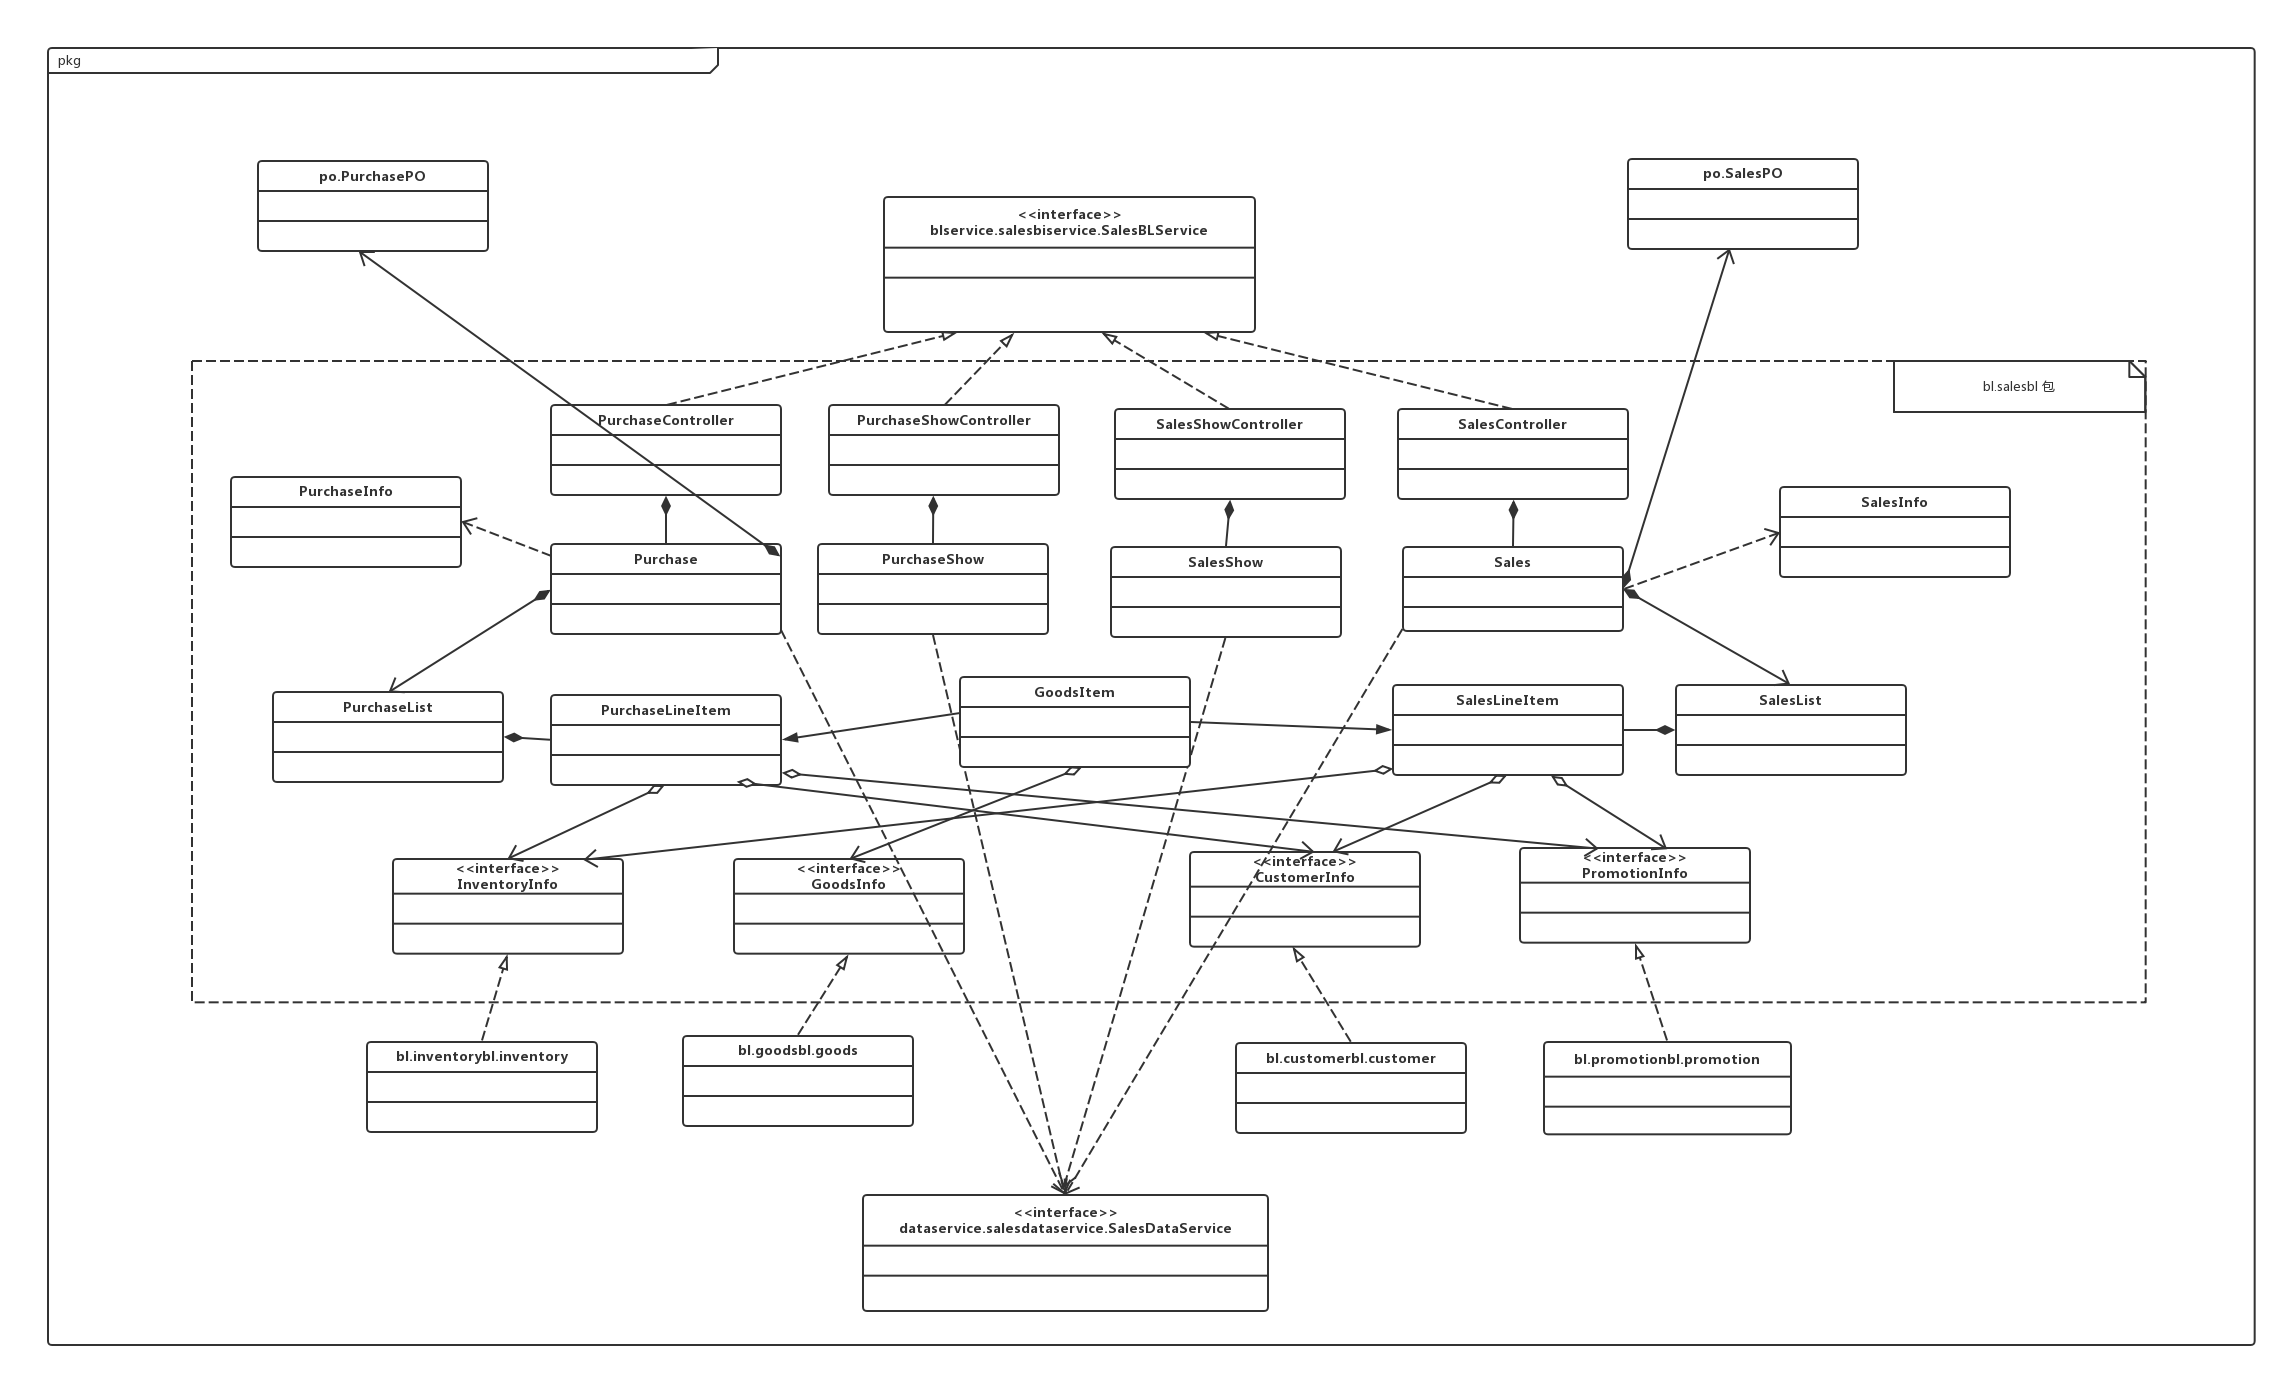 pkg
po.PurchasePO
po.SalesPO
<<interface>>
blservice.salesbiservice.SalesBLService
bl.salesbl 包
PurchaseController
PurchaseShowController
SalesShowController
SalesController
PurchaseInfo
SalesInfo
Purchase
PurchaseShow
SalesShow
Sales
PurchaseList
PurchaseLineItem
GoodsItem
SalesLineItem
SalesList
<<interface>>
InventoryInfo
<<interface>>
GoodsInfo
<<interface>>
CustomerInfo
<<interface>>
PromotionInfo
bl.inventorybl.inventory
bl.goodsbl.goods
bl.customerbl.customer
bl.promotionbl.promotion
<<interface>>
dataservice.salesdataservice.SalesDataService